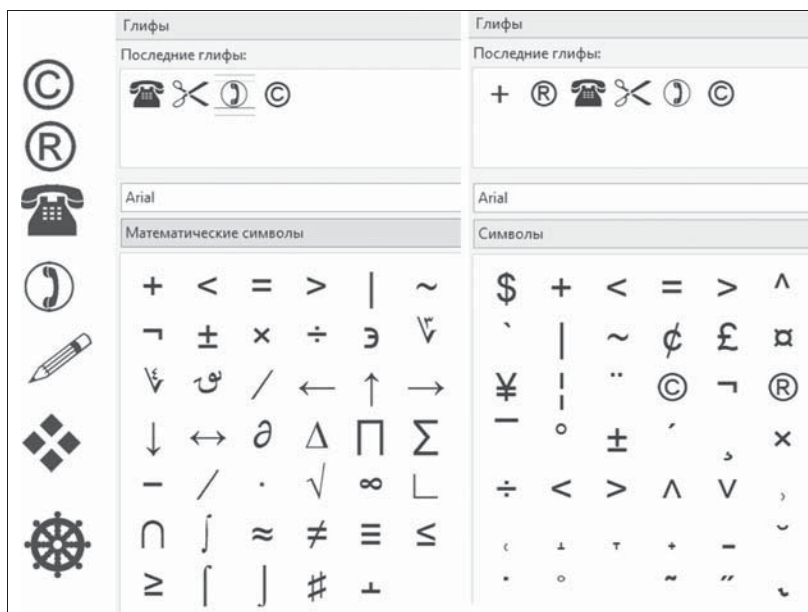 ©
®
☎
✆
✎
❖
☸
Глифы
Последние глифы:
☎ ✂ ✆ ©
Arial
Математические символы
+ < = > | ~
¬ ± × ÷ ϶ ؆
؇ ؈ ⁄ ← ↑ →
↓ ↔ ∂ ∆ ∏ ∑
− ∕ ∙ √ ∞ ∟
∩ ∫ ≈ ≠ ≡ ≤
≥ ⌠ ⌡ ♯
Глифы
Последние глифы:
+ ® ☎ ✂ ✆ ©
Arial
Символы
$ + < = > ^
` | ~ ¢ £ ¤
¥ ¦ ¨ © ¬ ®
¯ ° ± ´ ¸ ×
÷ ˂ ˃ ˄ ˅ ˒
˓ ˔ ˕ ˖ ˗ ˘
˙ ˚ ˜ ˝